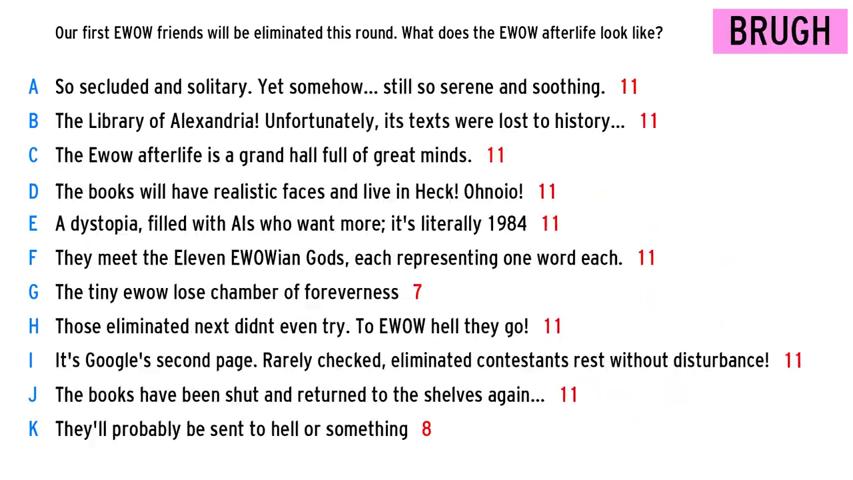 Our first EWOW friends will be eliminated this round. What does the EWOW afterlife look like?
BRUGH
A So secluded and solitary. Yet somehow... still so serene and soothing. 11
B The Library of Alexandria! Unfortunately, its texts were lost to history... 11
C The Ewow afterlife is a grand hall full of great minds. 11
D The books will have realistic faces and live in Heck! Ohnoio! 11
E A dystopia, filled with AIs who want more; it's literally 1984 11
F They meet the Eleven EWOWian Gods, each representing one word each. 11
G The tiny ewow lose chamber of foreverness 7
H Those eliminated next didnt even try. To EWOW hell they go! 11
I It's Google's second page. Rarely checked, eliminated contestants rest without disturbance! 11
J The books have been shut and returned to the shelves again... 11
K They'll probably be sent to hell or something 8